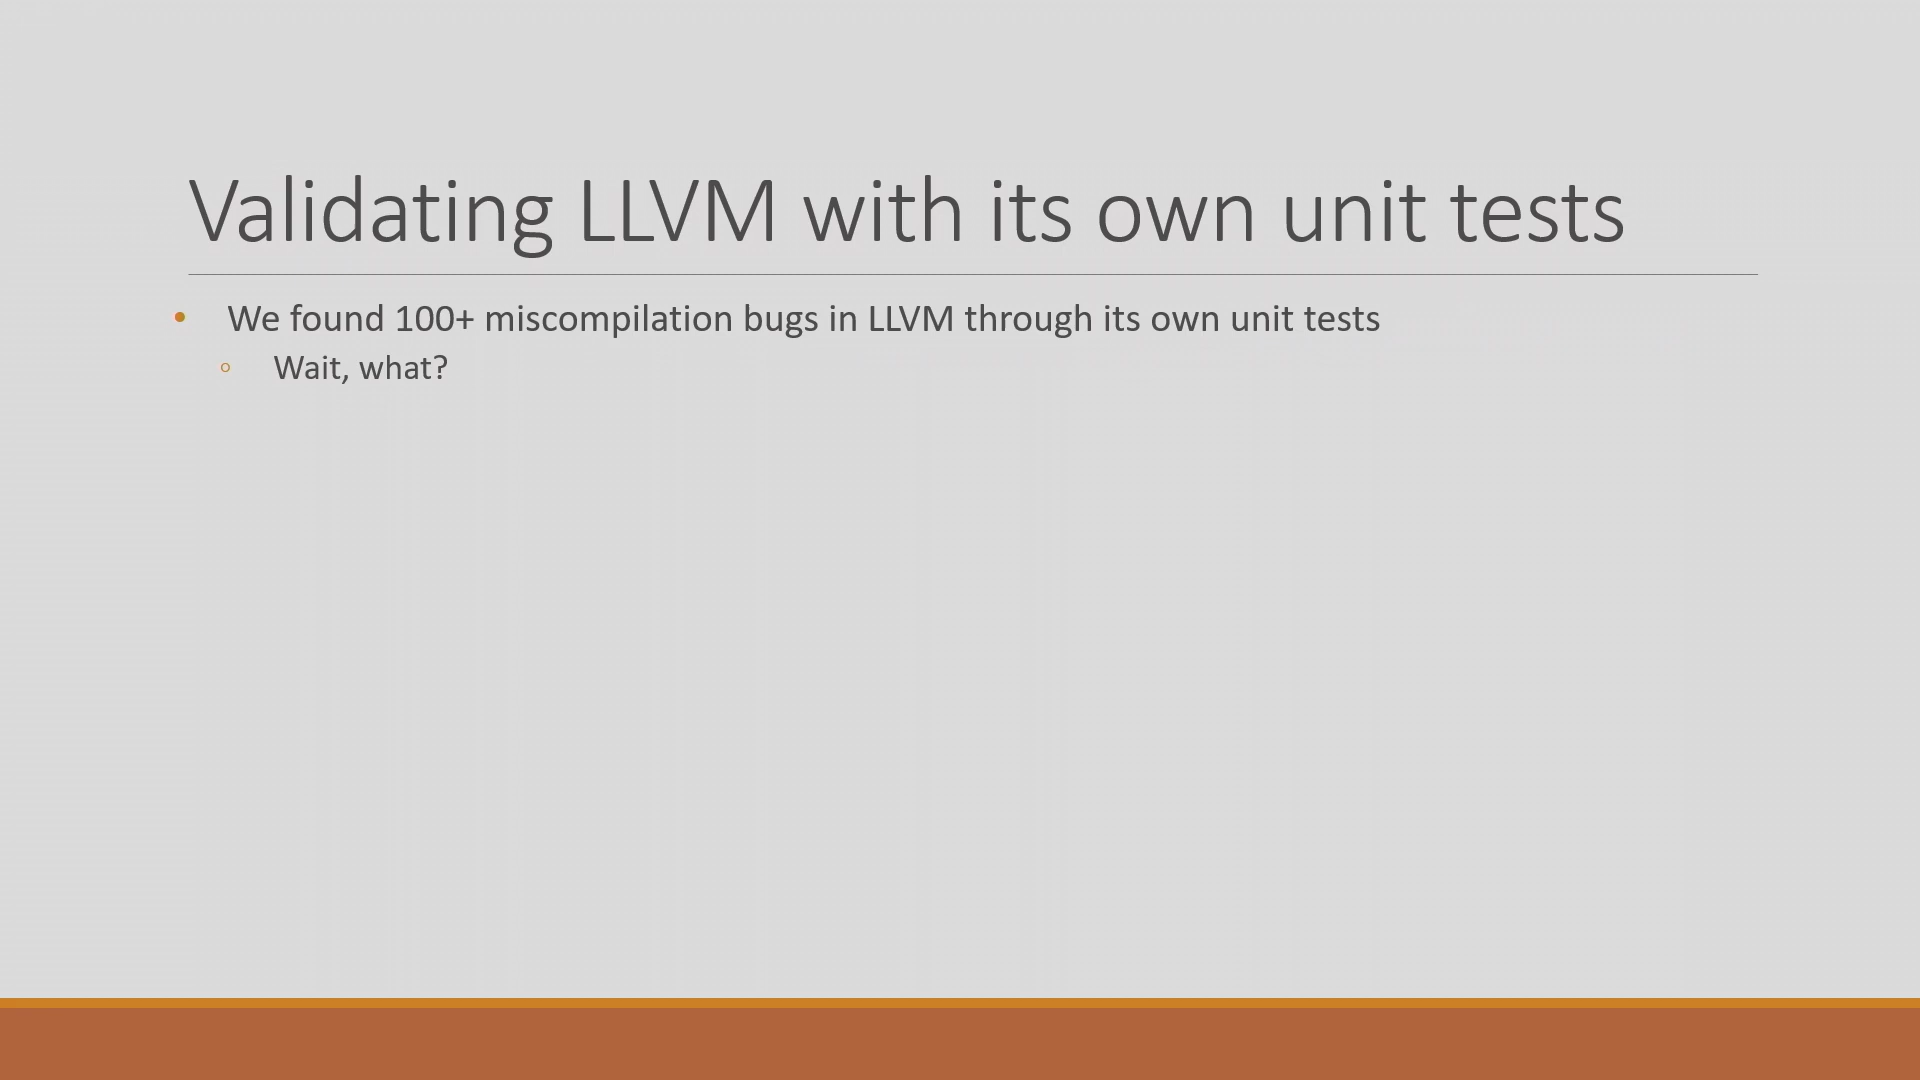 Validating LLVM with its own unit tests
• We found 100+ miscompilation bugs in LLVM through its own unit tests
◦ Wait, what?